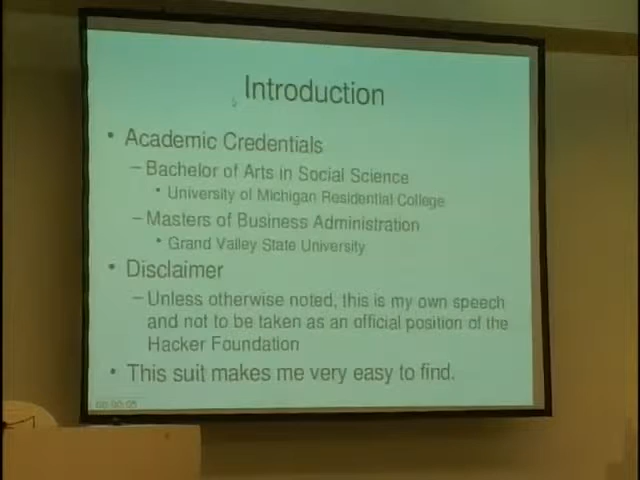 Introduction
• Academic Credentials
– Bachelor of Arts in Social Science
• University of Michigan Residential College
– Masters of Business Administration
• Grand Valley State University
• Disclaimer
– Unless otherwise noted, this is my own speech
and not to be taken as an official position of the
Hacker Foundation
• This suit makes me very easy to find.